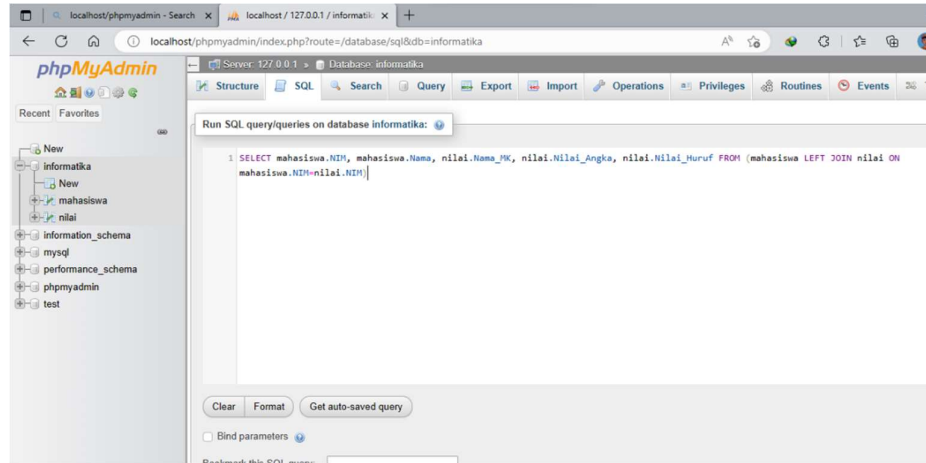 localhost/phpmyadmin - Search
localhost / 127.0.0.1 / informatik
localhost/phpmyadmin/index.php?route=/database/sql&db=informatika
phpMyAdmin
Recent Favorites
New
informatika
New
mahasiswa
nilai
information_schema
mysql
performance_schema
phpmyadmin
test
Server: 127.0.0.1 » Database: informatika
Structure SQL Search Query Export Import Operations Privileges Routines Events
Run SQL query/queries on database informatika:
1 SELECT mahasiswa.NIM, mahasiswa.Nama, nilai.Nama_MK, nilai.Nilai_Angka, nilai.Nilai_Huruf FROM (mahasiswa LEFT JOIN nilai ON
mahasiswa.NIM=nilai.NIM)
Clear Format Get auto-saved query
Bind parameters
Bookmark this SQL query: